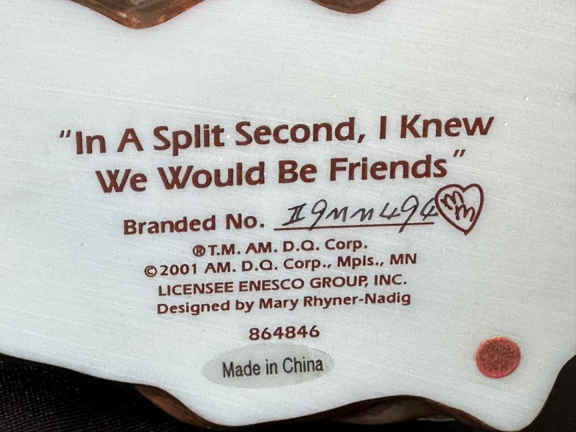 "In A Split Second, I Knew
We Would Be Friends"
Branded No.
®T.M. AM. D.Q. Corp.
©2001 AM. D.Q. Corp., Mpls., MN
LICENSEE ENESCO GROUP, INC.
Designed by Mary Rhyner-Nadig
864846
Made in China